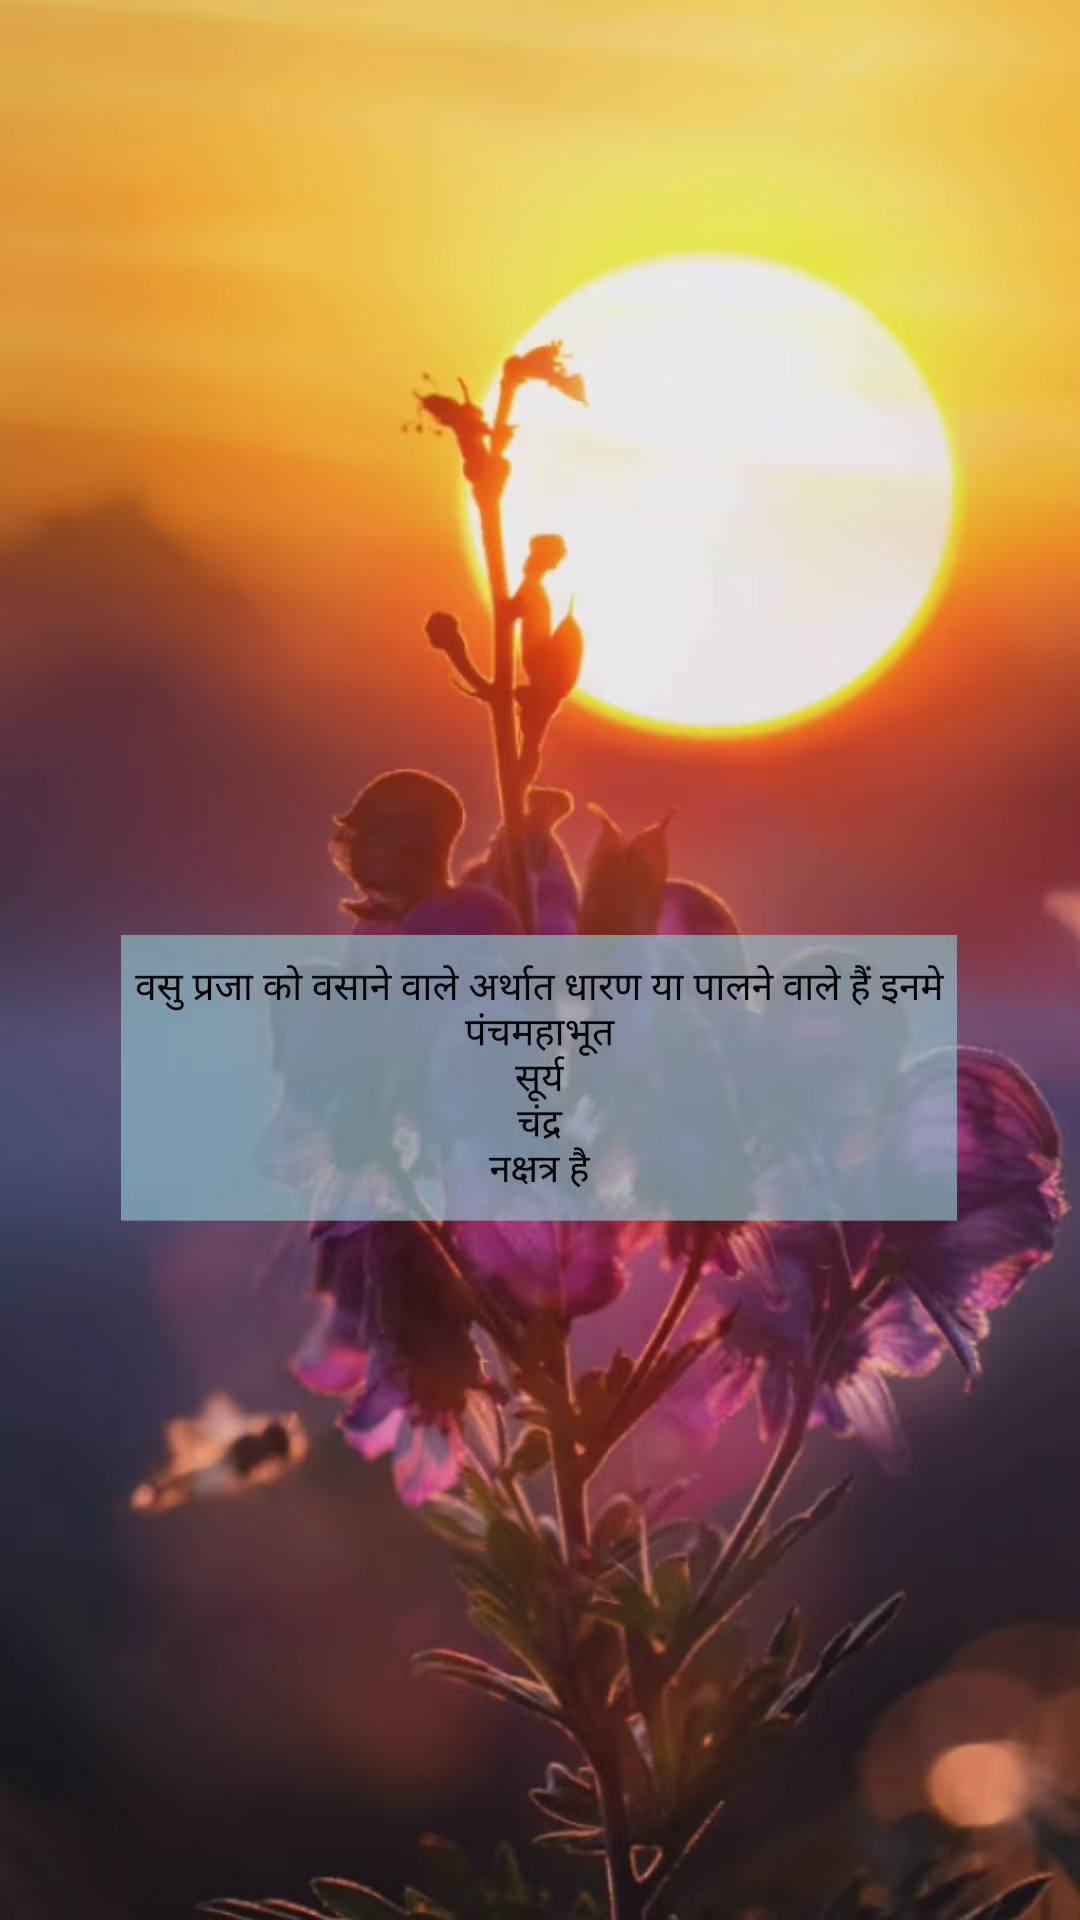 वसु प्रजा को वसाने वाले अर्थात धारण या पालने वाले हैं इनमे
पंचमहाभूत
सूर्य
चंद्र
नक्षत्र है